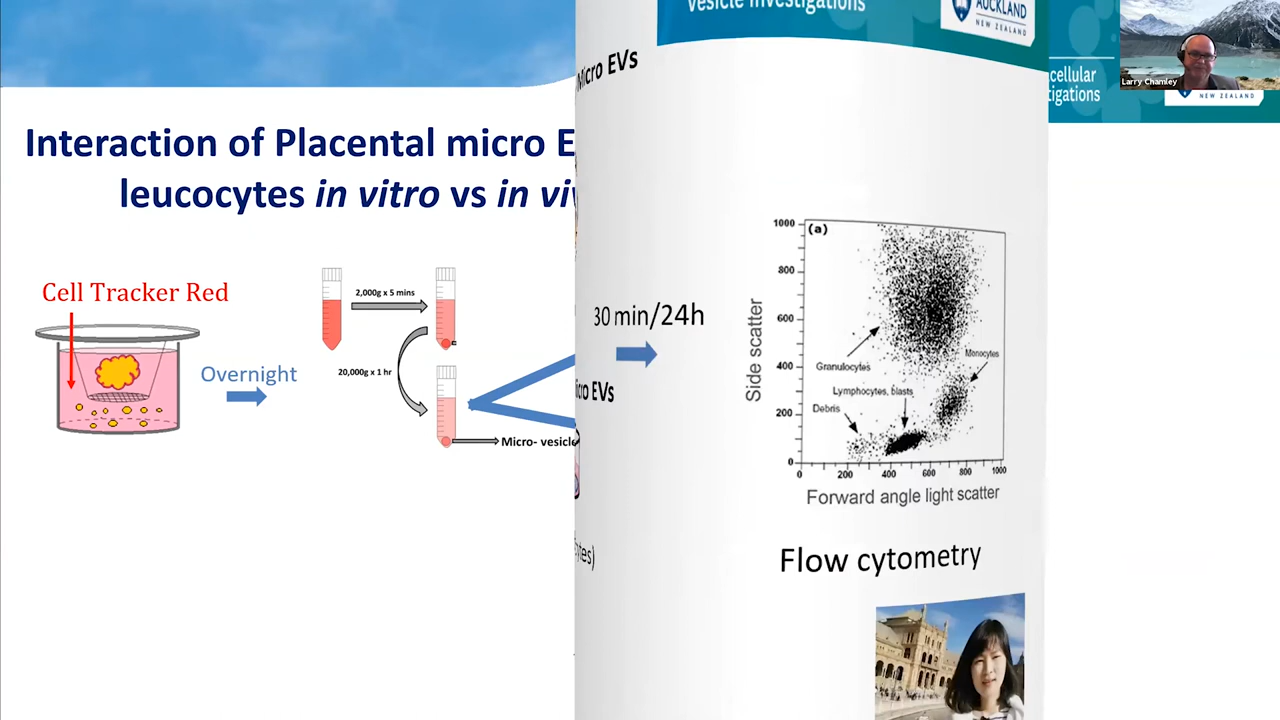 vesicle investigations
AUCKLAND
NEW ZEALAND
cellular
tigations
NEW ZEALAND
Larry Chamley
Interaction of Placental micro E
leucocytes in vitro vs in viv
Micro EVs
Cell Tracker Red
Overnight
2,000g x 5 mins
20,000g x 1 hr
Micro- vesicle
icro EVs
ytes)
30 min/24h
(a)
Side scatter
1000
800
600
400
200
0
Granulocytes
Monocytes
Lymphocytes, blasts
Debris
0 200 400 600 800 1000
Forward angle light scatter
Flow cytometry